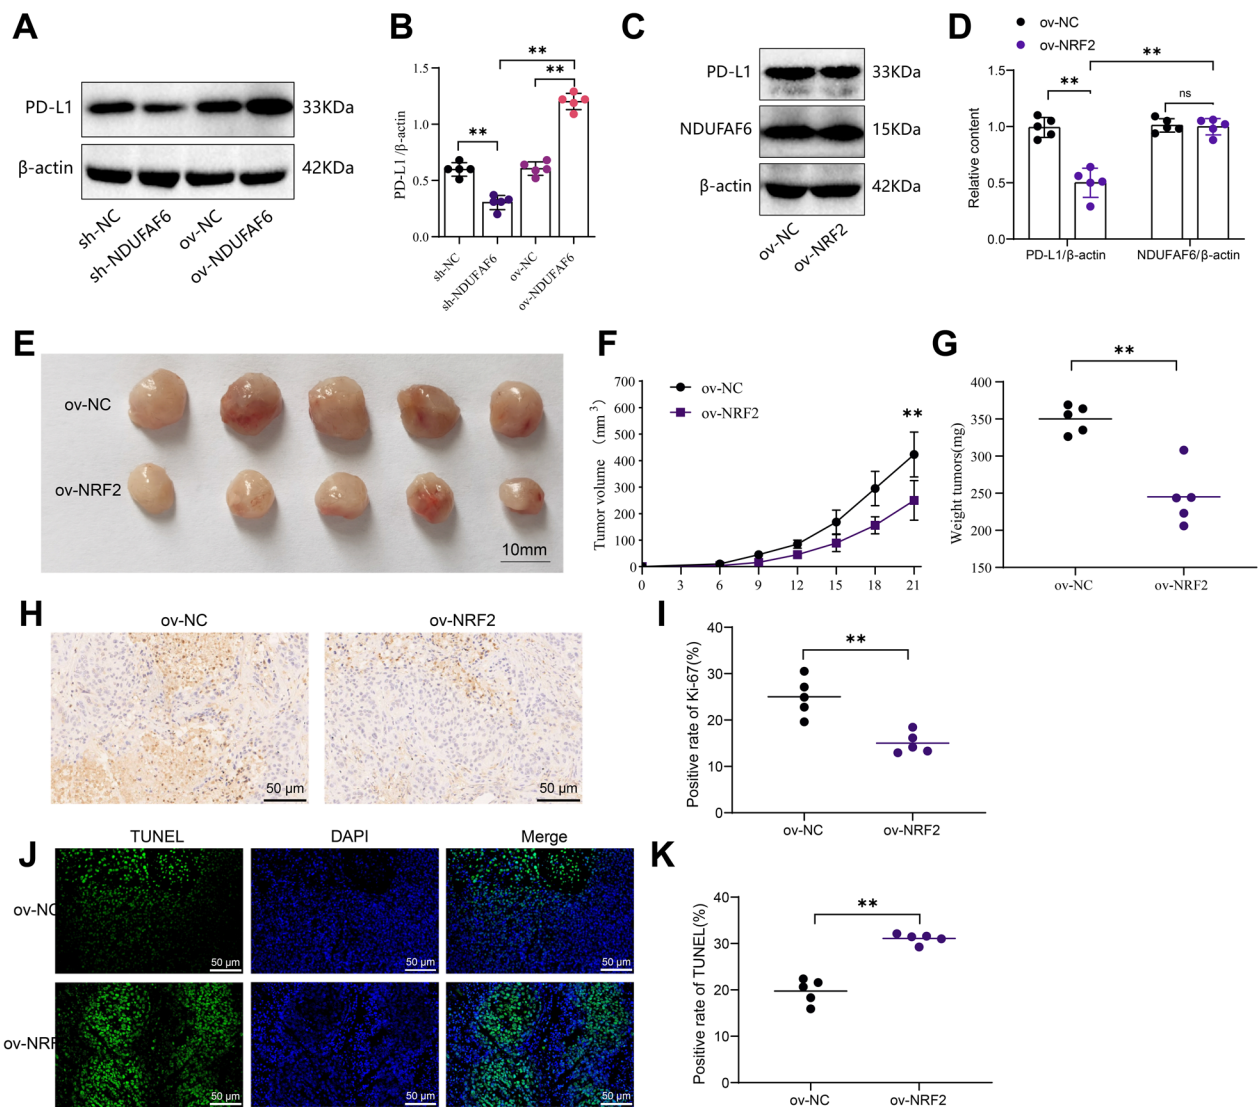 A
PD-L1
33KDa
β-actin
42KDa
sh-NC
sh-NDUFAF6
ov-NC
ov-NDUFAF6
B
PD-L1 /β-actin
1.5
1.0
0.5
0.0
**
**
**
sh-NC
sh-NDUFAF6
ov-NC
ov-NDUFAF6
C
PD-L1
33KDa
NDUFAF6
15KDa
β-actin
42KDa
ov-NC
ov-NRF2
D
ov-NC
ov-NRF2
Relative content
1.5
1.0
0.5
0.0
**
**
ns
PD-L1/β-actin
NDUFAF6/β-actin
E
ov-NC
ov-NRF2
10mm
F
Tumor volume （mm³）
700
600
500
400
300
200
100
0
ov-NC
ov-NRF2
**
0 3 6 9 12 15 18 21
G
Weight tumors(mg)
400
350
300
250
200
150
**
ov-NC
ov-NRF2
H
ov-NC
ov-NRF2
50 μm
50 μm
I
Positive rate of Ki-67(%)
40
30
20
10
0
**
ov-NC
ov-NRF2
J
TUNEL
DAPI
Merge
ov-NC
50 μm
50 μm
50 μm
ov-NRF
50 μm
50 μm
50 μm
K
Positive rate of TUNEL(%)
40
30
20
10
0
**
ov-NC
ov-NRF2